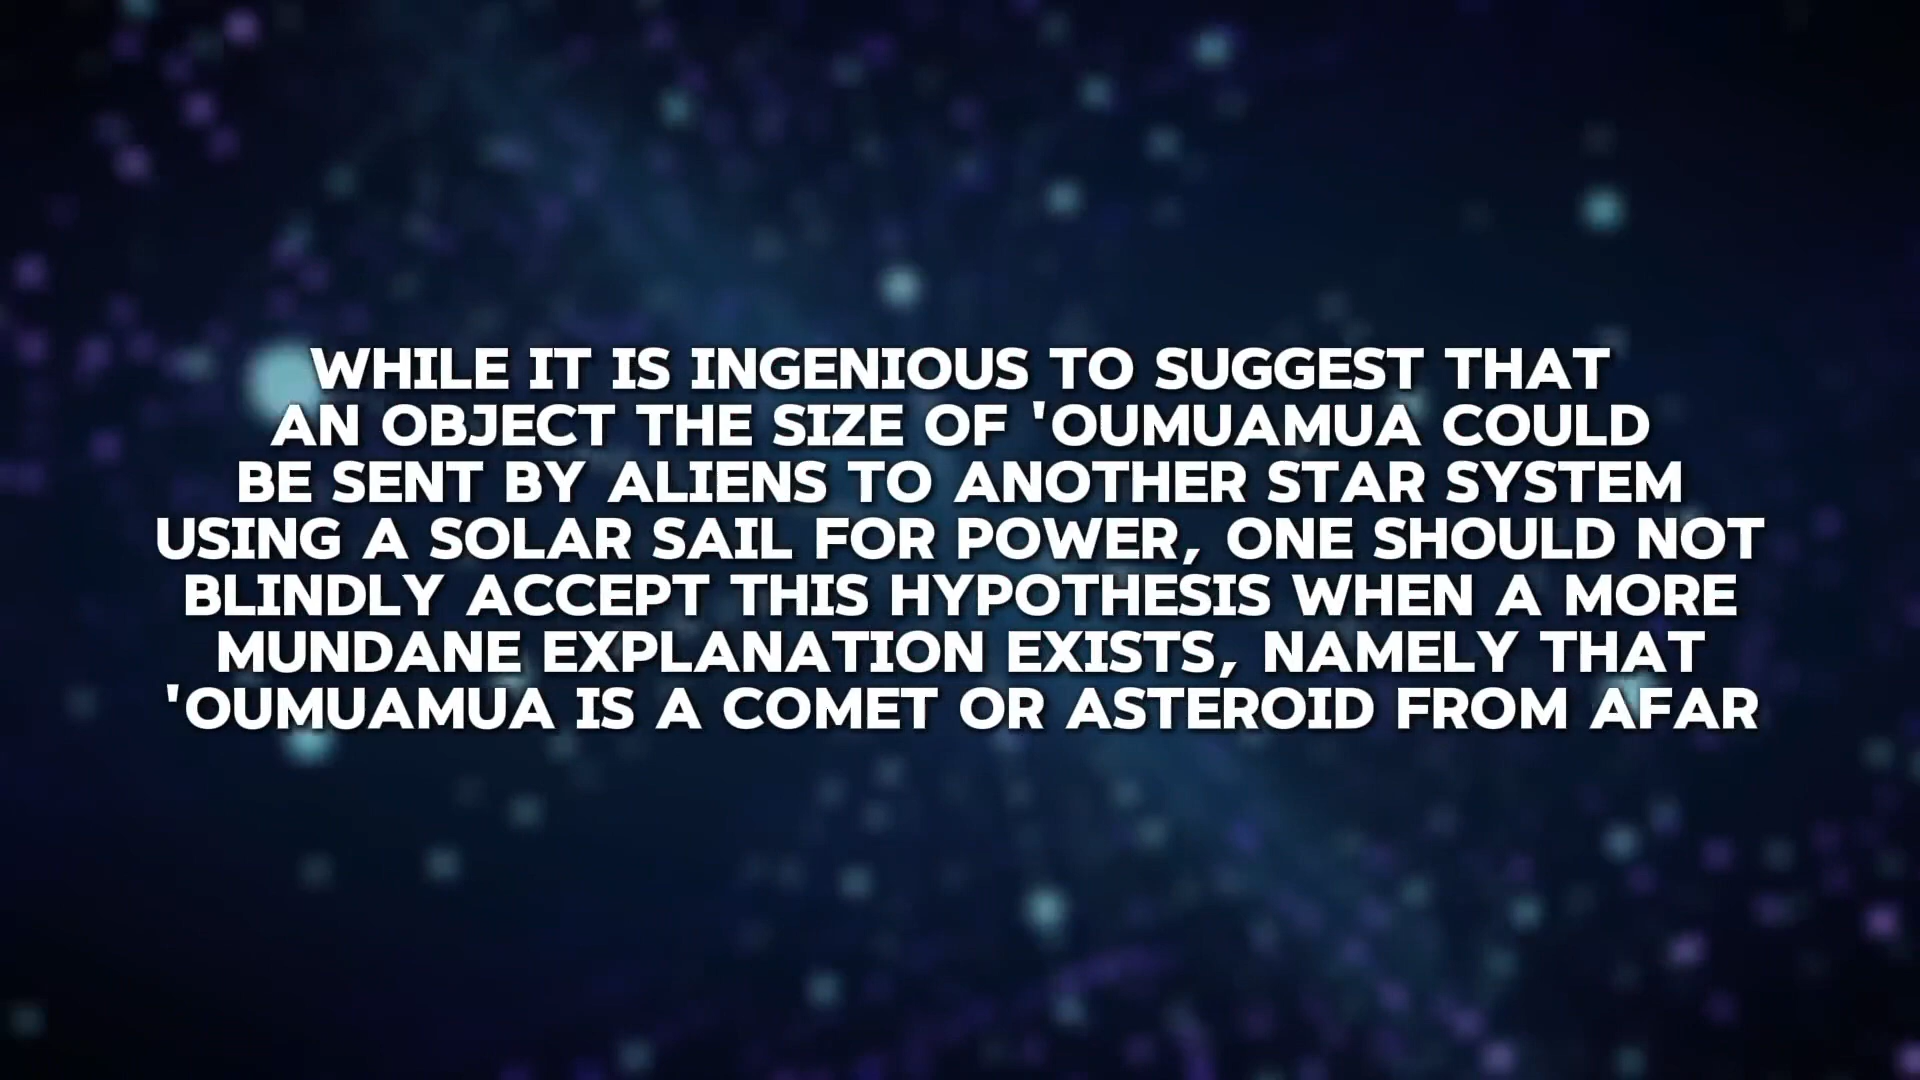 WHILE IT IS INGENIOUS TO SUGGEST THAT
AN OBJECT THE SIZE OF 'OUMUAMUA COULD
BE SENT BY ALIENS TO ANOTHER STAR SYSTEM
USING A SOLAR SAIL FOR POWER, ONE SHOULD NOT
BLINDLY ACCEPT THIS HYPOTHESIS WHEN A MORE
MUNDANE EXPLANATION EXISTS, NAMELY THAT
'OUMUAMUA IS A COMET OR ASTEROID FROM AFAR